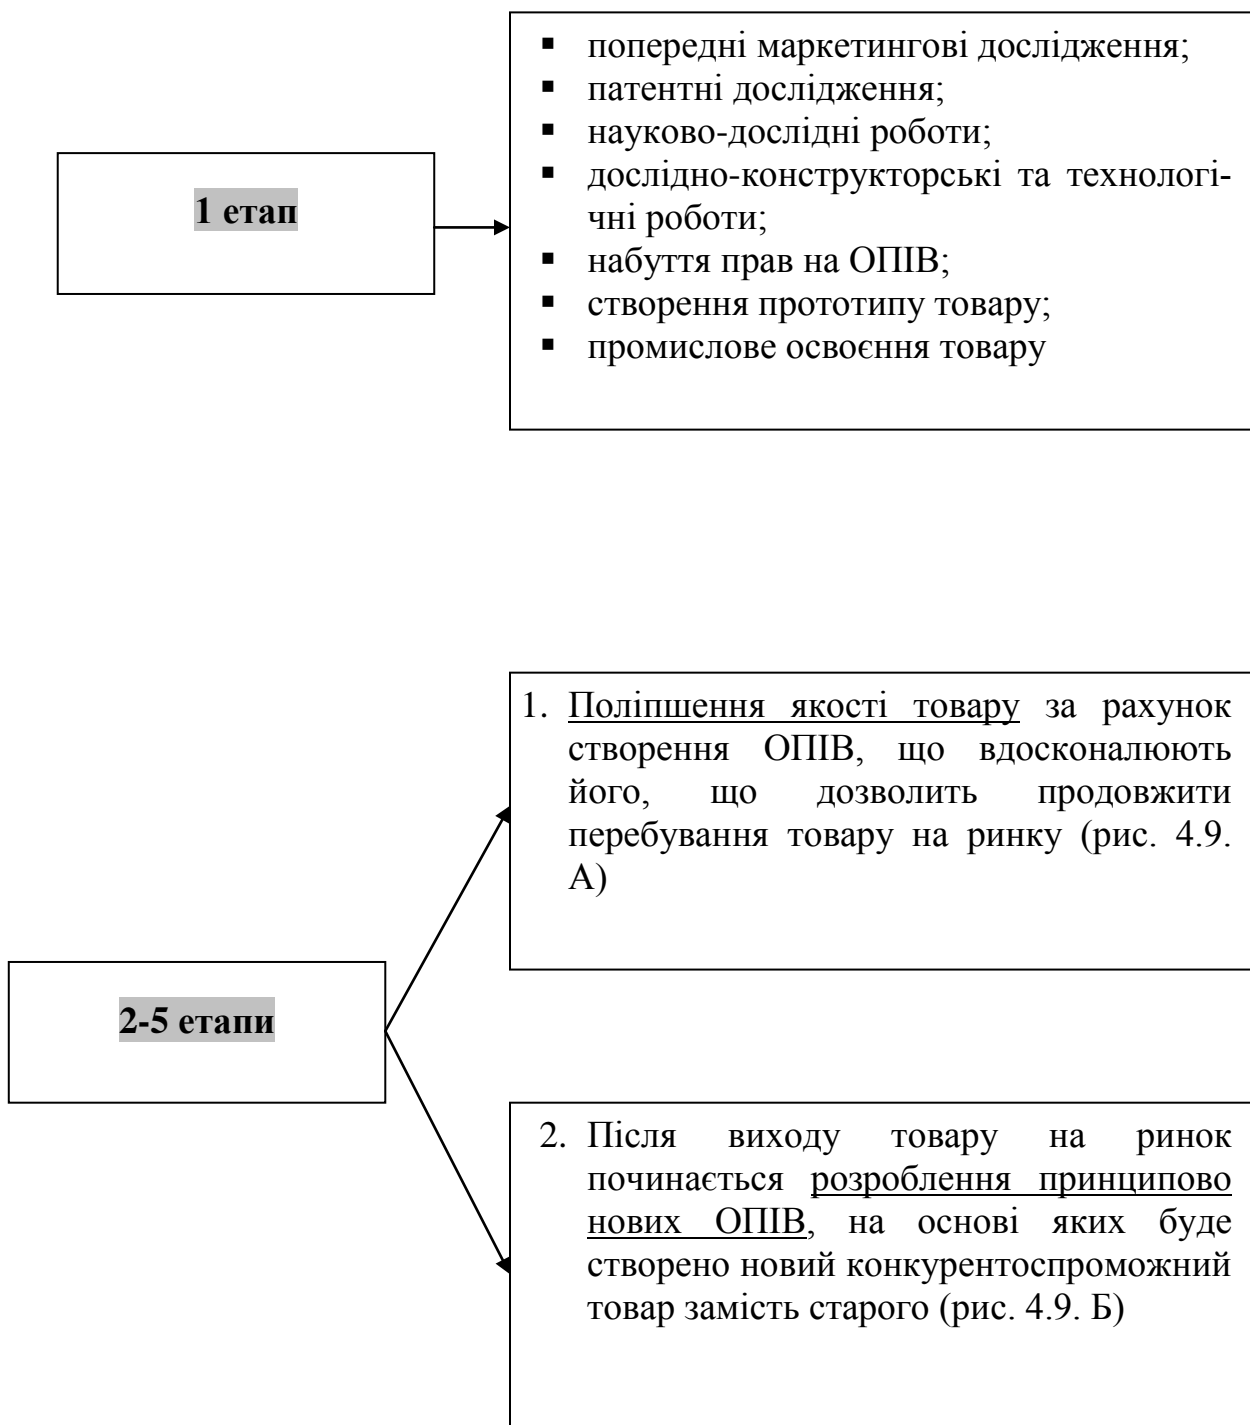 ▪ попередні маркетингові дослідження;
▪ патентні дослідження;
▪ науково-дослідні роботи;
▪ дослідно-конструкторські та технологі-
чні роботи;
▪ набуття прав на ОПІВ;
▪ створення прототипу товару;
▪ промислове освоєння товару
1 етап
1. Поліпшення якості товару за рахунок
створення ОПІВ, що вдосконалюють
його, що дозволить продовжити
перебування товару на ринку (рис. 4.9.
А)
2-5 етапи
2. Після виходу товару на ринок
починається розроблення принципово
нових ОПІВ, на основі яких буде
створено новий конкурентоспроможний
товар замість старого (рис. 4.9. Б)